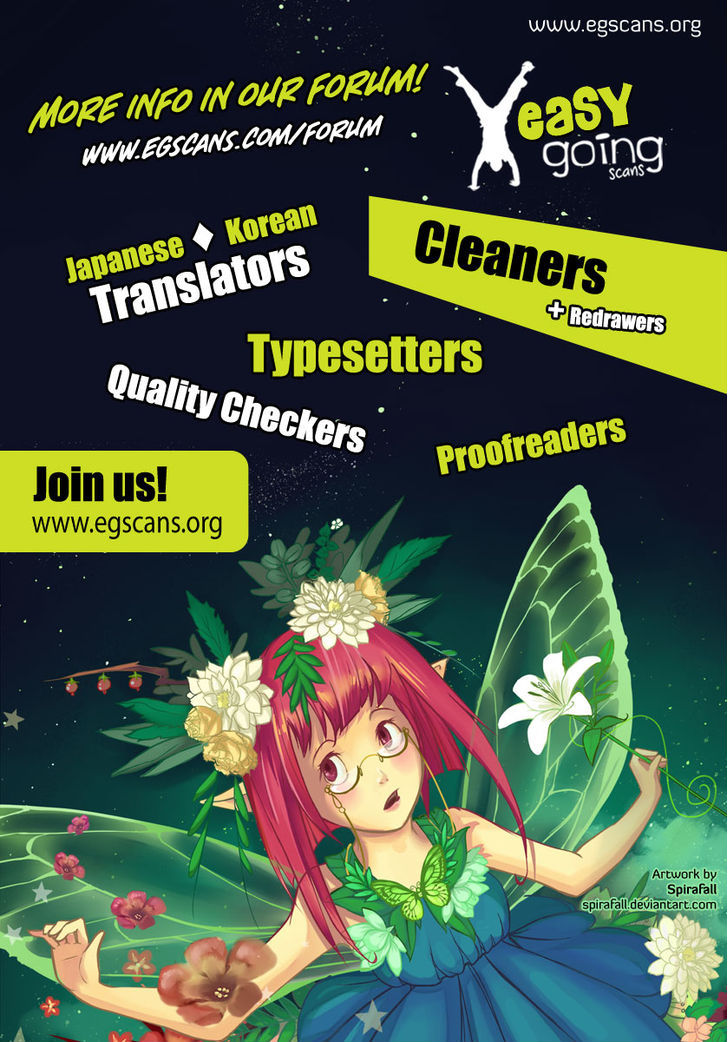 www.egscans.org
MORE INFO IN OUR FORUM!
WWW.EGSCANS.COM/FORUM
easy
going
scans
Japanese ♦ Korean
Translators
Cleaners
+ Redrawers
Typesetters
Quality Checkers
Proofreaders
Join us!
www.egscans.org
Artwork by
Spirafall
spirafall.deviantart.com